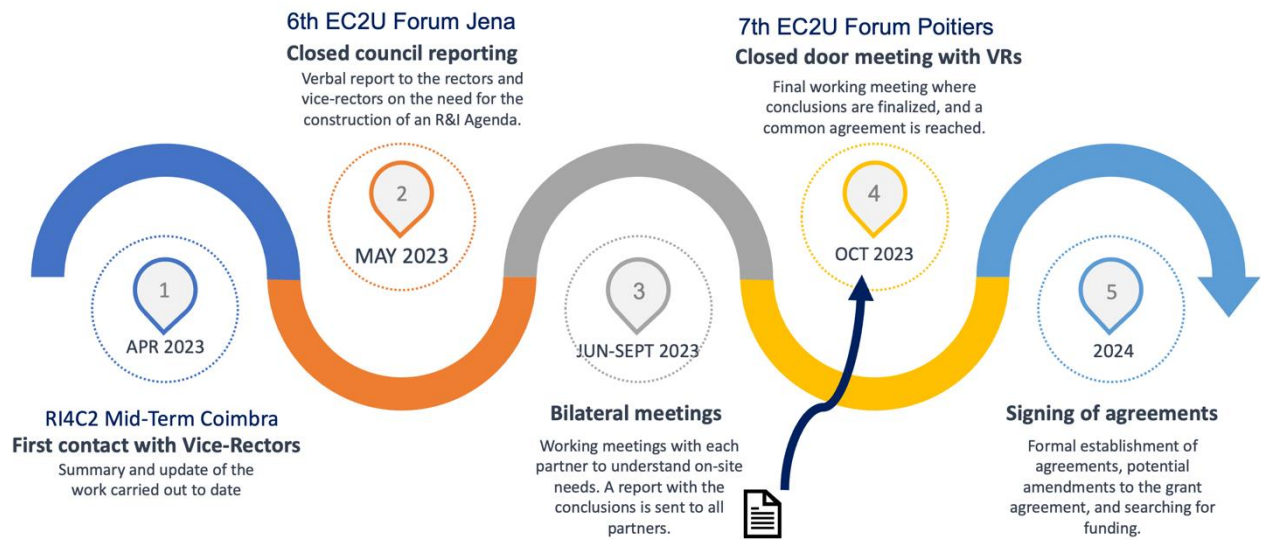 6th EC2U Forum Jena
Closed council reporting
Verbal report to the rectors and
vice-rectors on the need for the
construction of an R&I Agenda.
7th EC2U Forum Poitiers
Closed door meeting with VRs
Final working meeting where
conclusions are finalized, and a
common agreement is reached.
1
APR 2023
2
MAY 2023
3
JUN-SEPT 2023
4
OCT 2023
5
2024
RI4C2 Mid-Term Coimbra
First contact with Vice-Rectors
Summary and update of the
work carried out to date
Bilateral meetings
Working meetings with each
partner to understand on-site
needs. A report with the
conclusions is sent to all
partners.
Signing of agreements
Formal establishment of
agreements, potential
amendments to the grant
agreement, and searching for
funding.